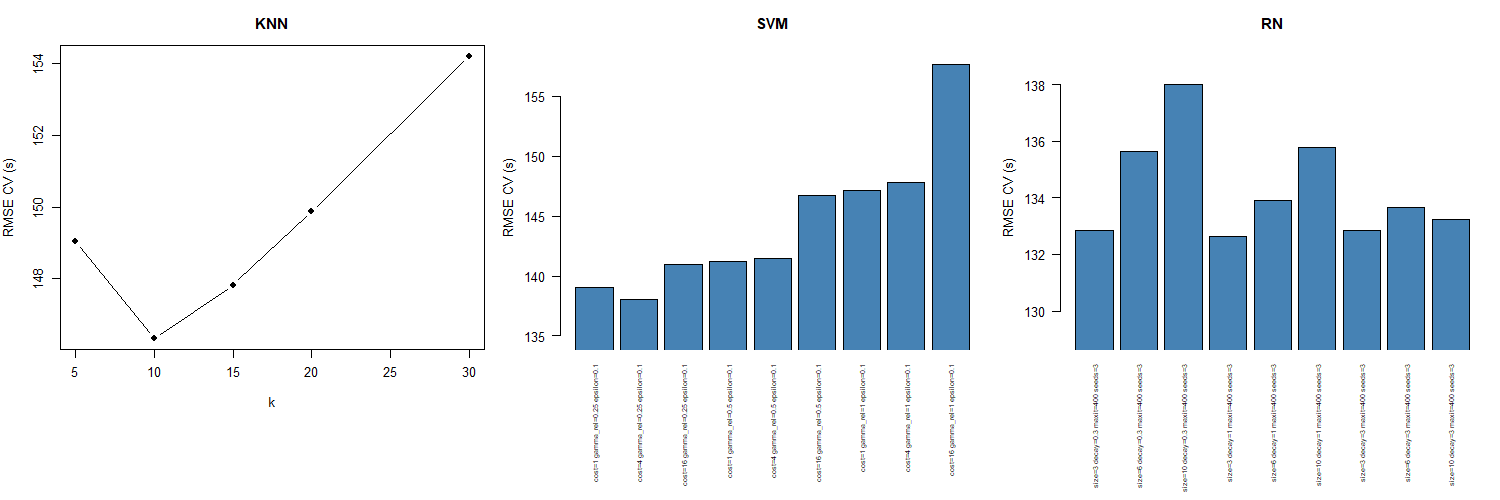 KNN
RMSE CV (s)
154
152
150
148
5
10
15
20
25
30
k
SVM
RMSE CV (s)
155
150
145
140
135
cost=1 gamma_rel=0.25 epsilon=0.1
cost=4 gamma_rel=0.25 epsilon=0.1
cost=16 gamma_rel=0.25 epsilon=0.1
cost=1 gamma_rel=0.5 epsilon=0.1
cost=4 gamma_rel=0.5 epsilon=0.1
cost=16 gamma_rel=0.5 epsilon=0.1
cost=1 gamma_rel=1 epsilon=0.1
cost=4 gamma_rel=1 epsilon=0.1
cost=16 gamma_rel=1 epsilon=0.1
RN
RMSE CV (s)
138
136
134
132
130
size=3 decay=0.3 maxit=400 seeds=3
size=6 decay=0.3 maxit=400 seeds=3
size=10 decay=0.3 maxit=400 seeds=3
size=3 decay=1 maxit=400 seeds=3
size=6 decay=1 maxit=400 seeds=3
size=10 decay=1 maxit=400 seeds=3
size=3 decay=3 maxit=400 seeds=3
size=6 decay=3 maxit=400 seeds=3
size=10 decay=3 maxit=400 seeds=3